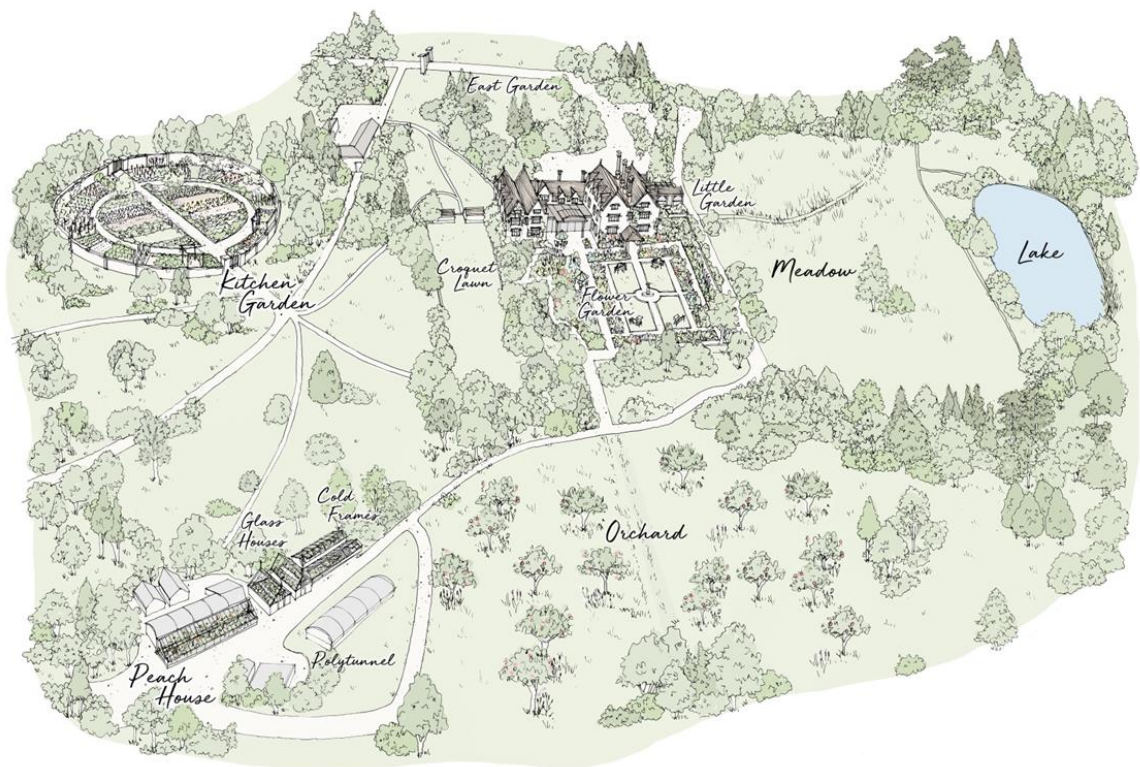 East Garden
Little
Garden
Kitchen
Garden
Croquet
Lawn
Flower
Garden
Meadow
Lake
Cold
Frames
Glass
Houses
Orchard
Polytunnel
Peach
House